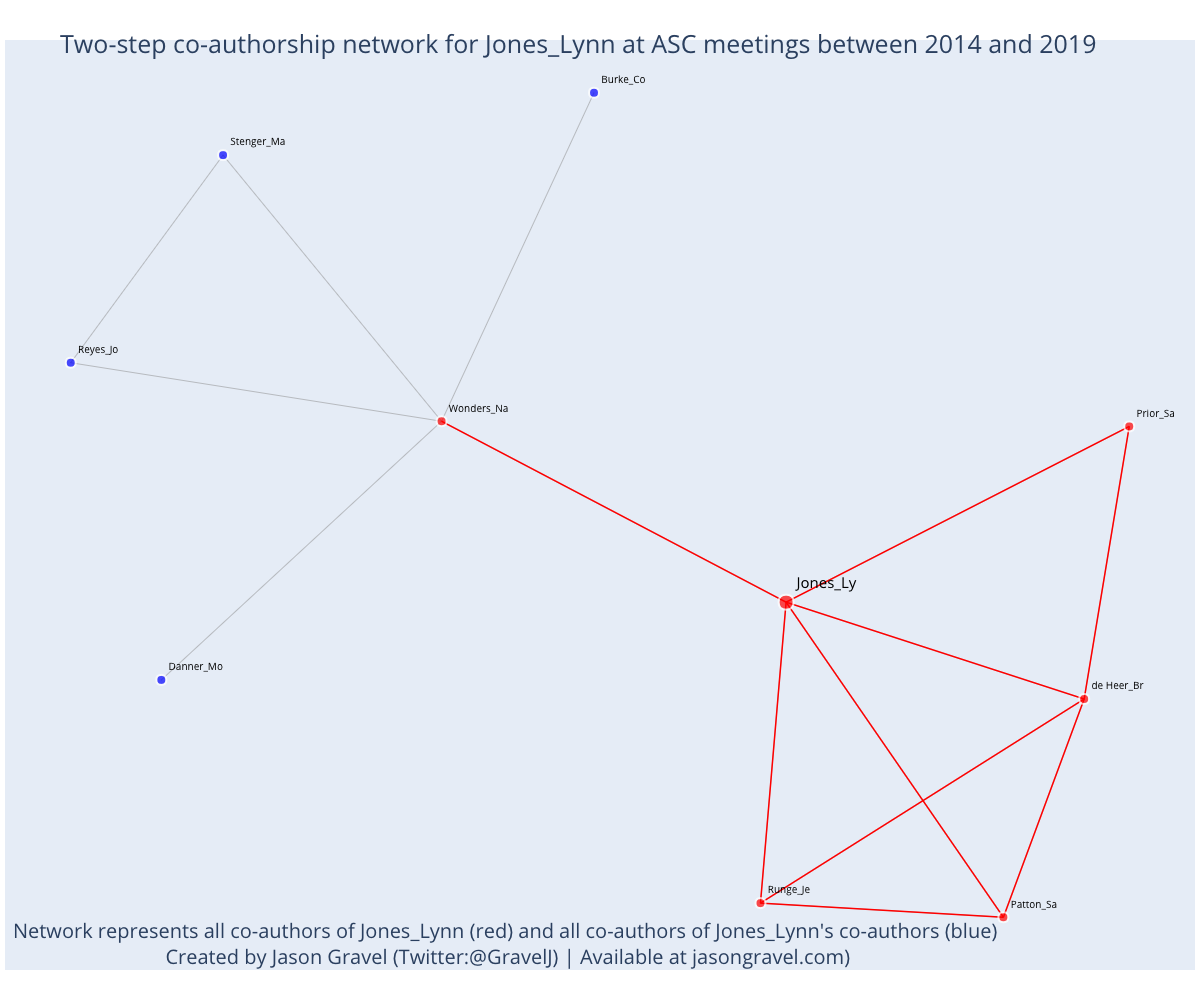 Two-step co-authorship network for Jones_Lynn at ASC meetings between 2014 and 2019
Burke_Co
Stenger_Ma
Reyes_Jo
Wonders_Na
Prior_Sa
Jones_Ly
Danner_Mo
de Heer_Br
Runge_Je
Patton_Sa
Network represents all co-authors of Jones_Lynn (red) and all co-authors of Jones_Lynn's co-authors (blue)
Created by Jason Gravel (Twitter:@GravelJ) | Available at jasongravel.com)